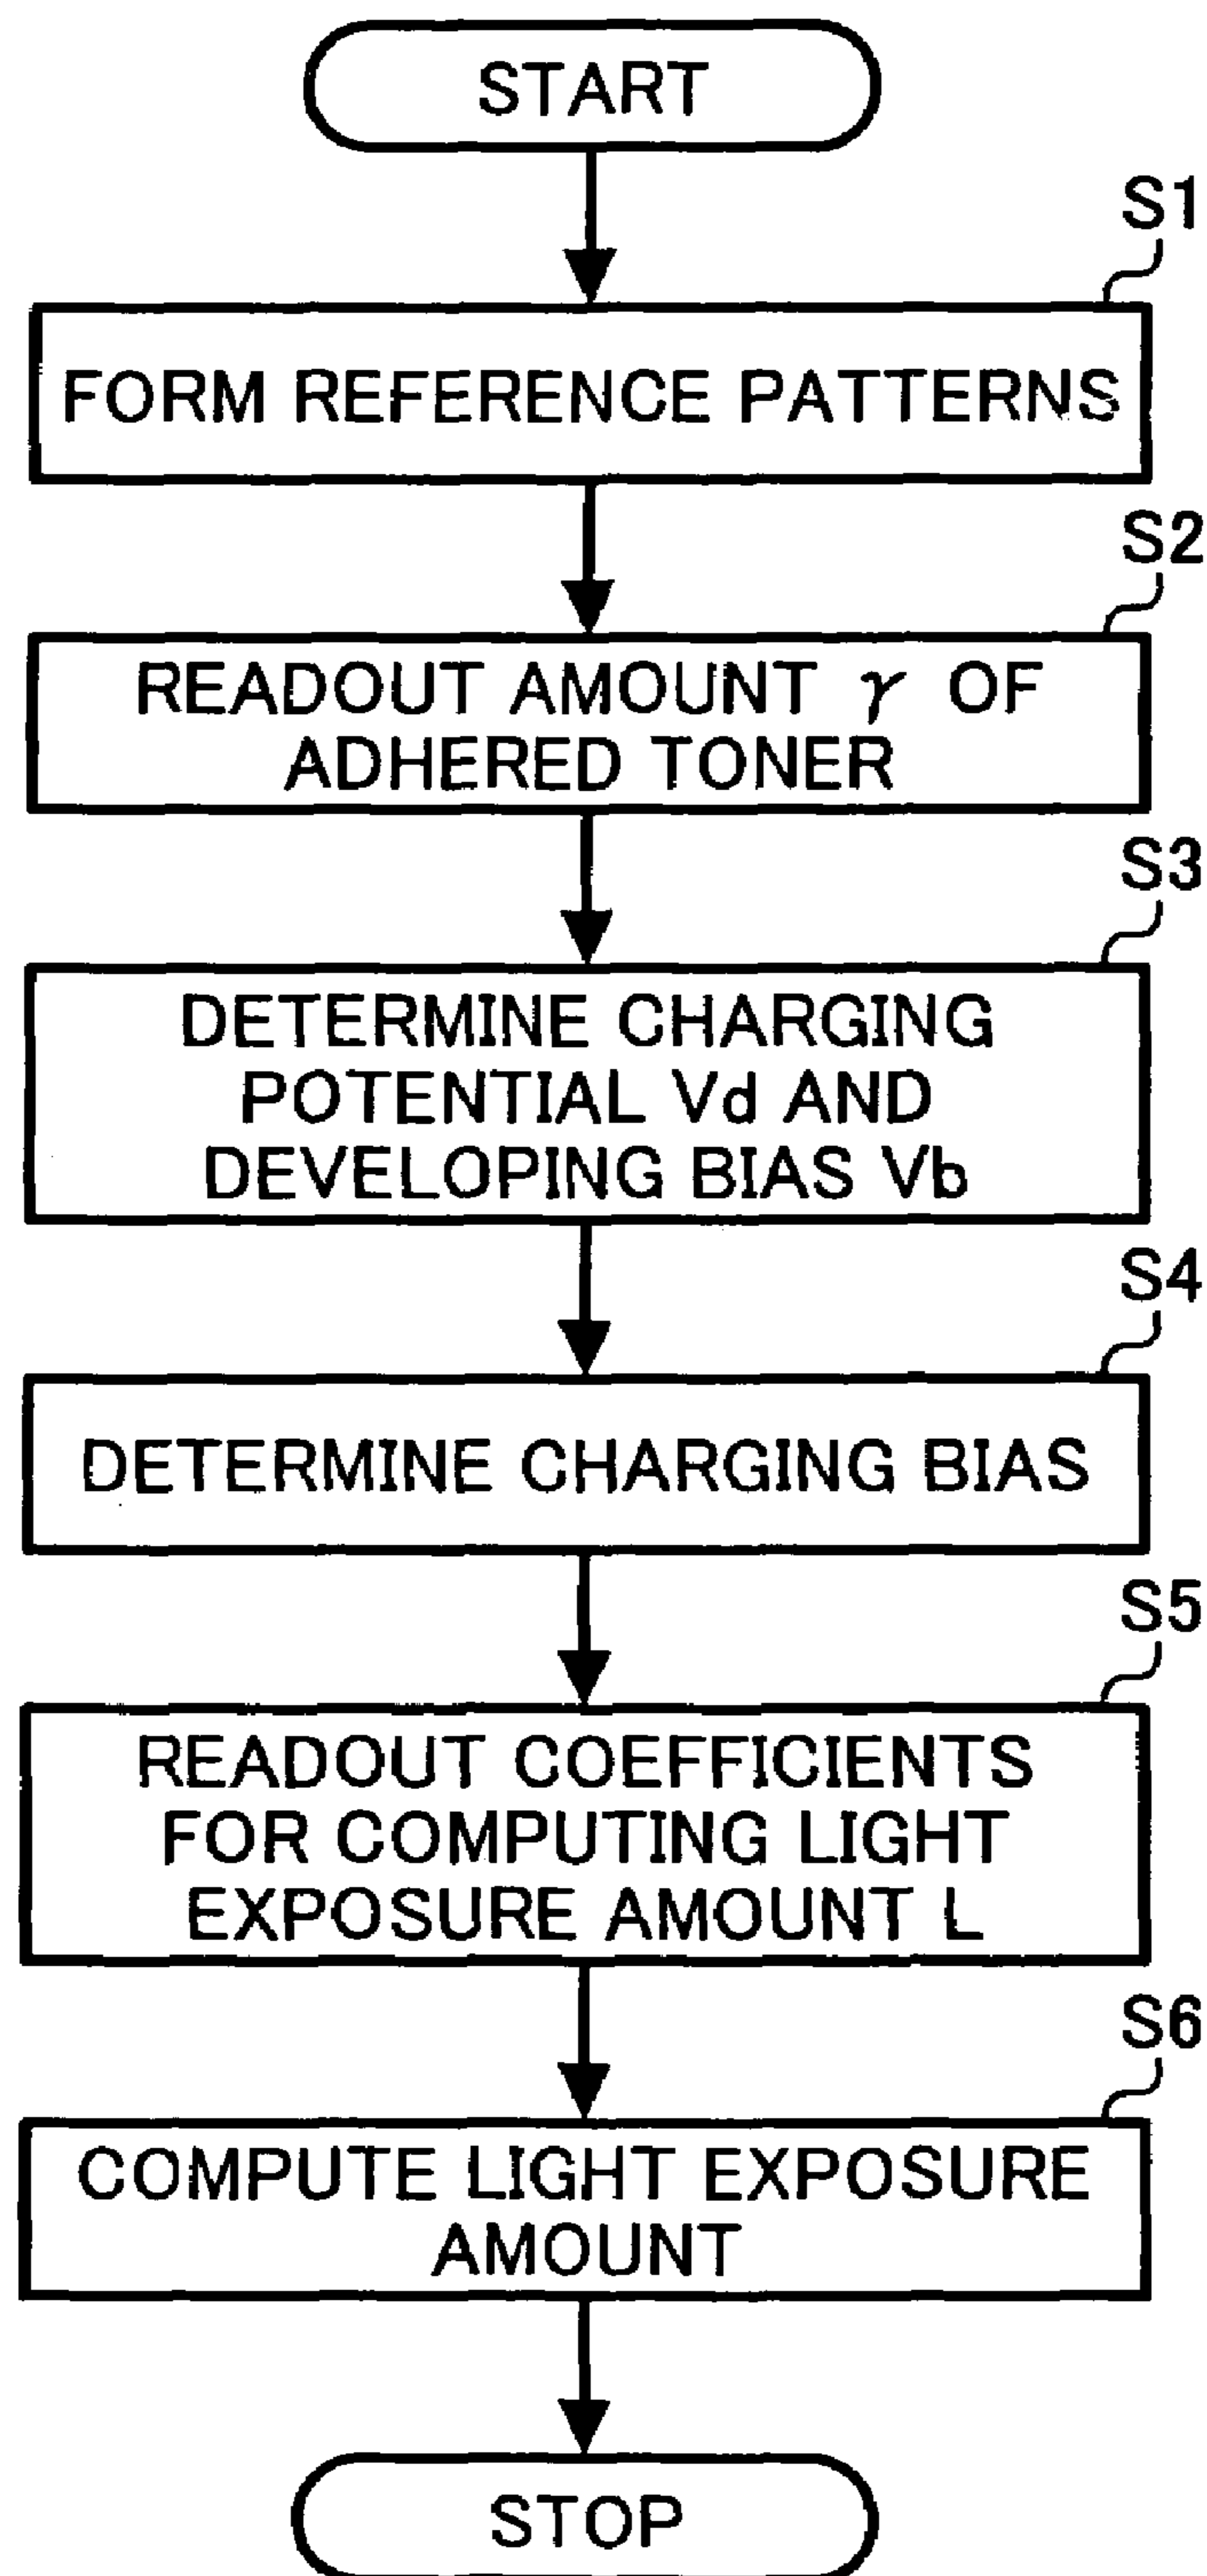 START
S1
FORM REFERENCE PATTERNS
S2
READOUT AMOUNT γ OF
ADHERED TONER
S3
DETERMINE CHARGING
POTENTIAL Vd AND
DEVELOPING BIAS Vb
S4
DETERMINE CHARGING BIAS
S5
READOUT COEFFICIENTS
FOR COMPUTING LIGHT
EXPOSURE AMOUNT L
S6
COMPUTE LIGHT EXPOSURE
AMOUNT
STOP